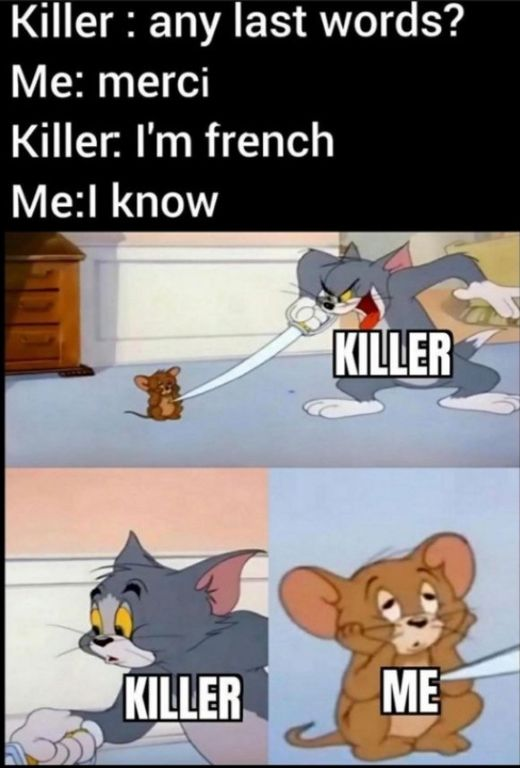 Killer : any last words?
Me: merci
Killer: I'm french
Me:I know
KILLER
KILLER
ME